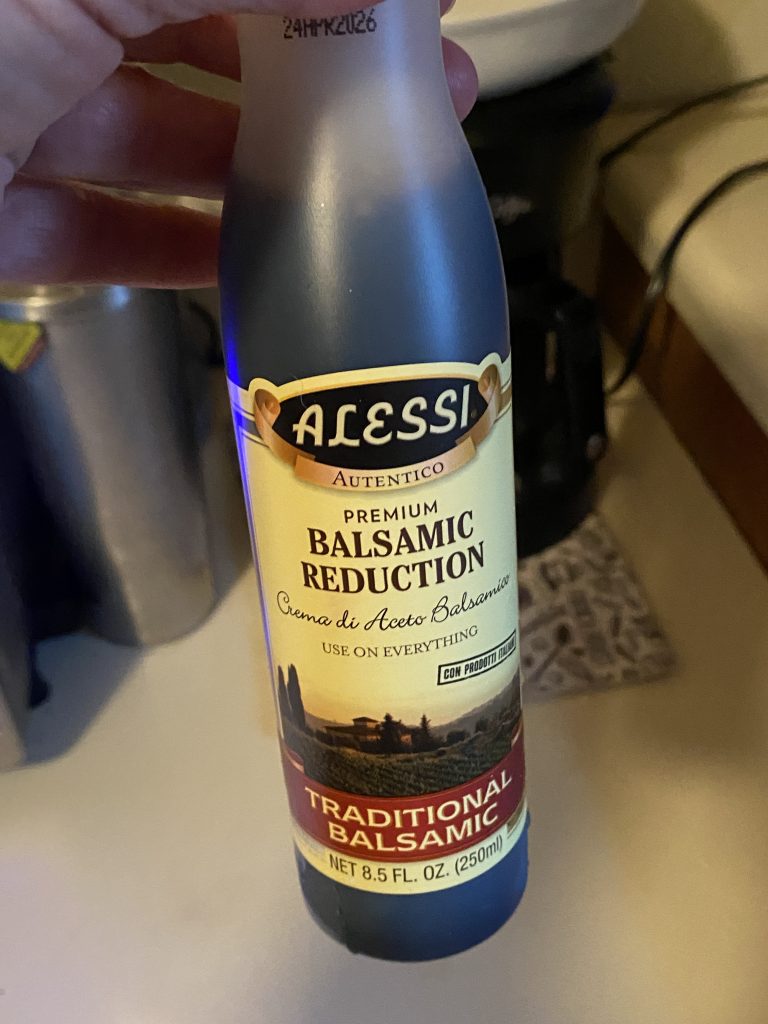 24APR2026
ALESSI®
AUTENTICO
PREMIUM
BALSAMIC
REDUCTION
Crema di Aceto Balsamico
USE ON EVERYTHING
CON PRODOTTI ITALIANI
TRADITIONAL
BALSAMIC
NET 8.5 FL. OZ. (250ml)